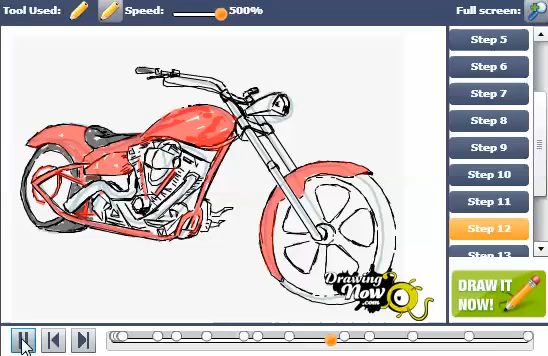 Tool Used: Speed: 500% Full screen:
Step 5
Step 6
Step 7
Step 8
Step 9
Step 10
Step 11
Step 12
Step 13
Drawing
Now.com
DRAW IT
NOW!